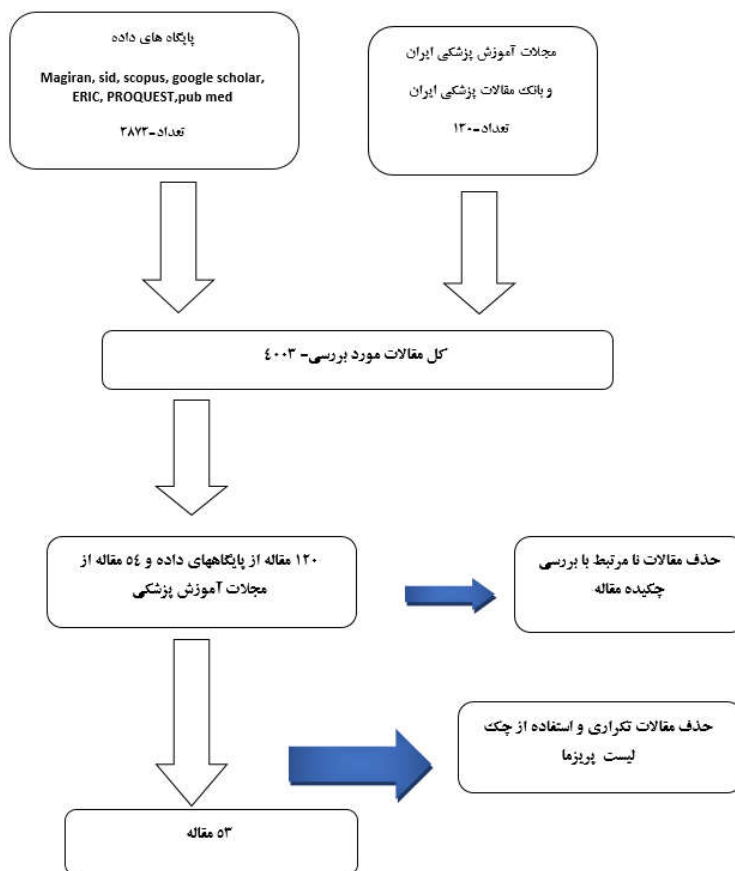 مجلات آموزش پزشکی ایران
و بانک مقالات پزشکی ایران
تعداد-۱۳۰
پایگاه های داده
Magiran, sid, scopus, google scholar,
ERIC, PROQUEST,pub med
تعداد-۳۸۷۳
کل مقالات مورد بررسی- ۴۰۰۳
۱۲۰ مقاله از پایگاههای داده و ۵۴ مقاله از
مجلات آموزش پزشکی
حذف مقالات نا مرتبط با بررسی
چکیده مقاله
حذف مقالات تکراری و استفاده از چک
لیست پریزما
۵۳ مقاله